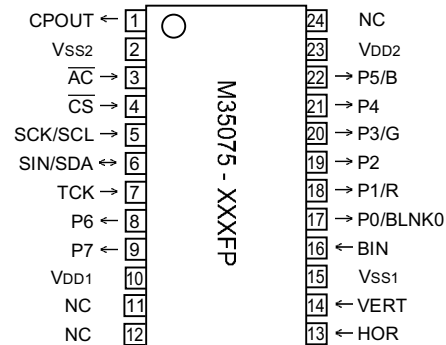 CPOUT ← 1 24 NC
VSS2 2 23 VDD2
A̅C̅ → 3 22 → P5/B
C̅S̅ → 4 21 → P4
SCK/SCL → 5 20 → P3/G
SIN/SDA ↔ 6 19 → P2
TCK → 7 18 → P1/R
P6 ← 8 17 → P0/BLNK0
P7 ← 9 16 ← BIN
VDD1 10 15 VSS1
NC 11 14 ← VERT
NC 12 13 ← HOR
M35075 - XXXFP